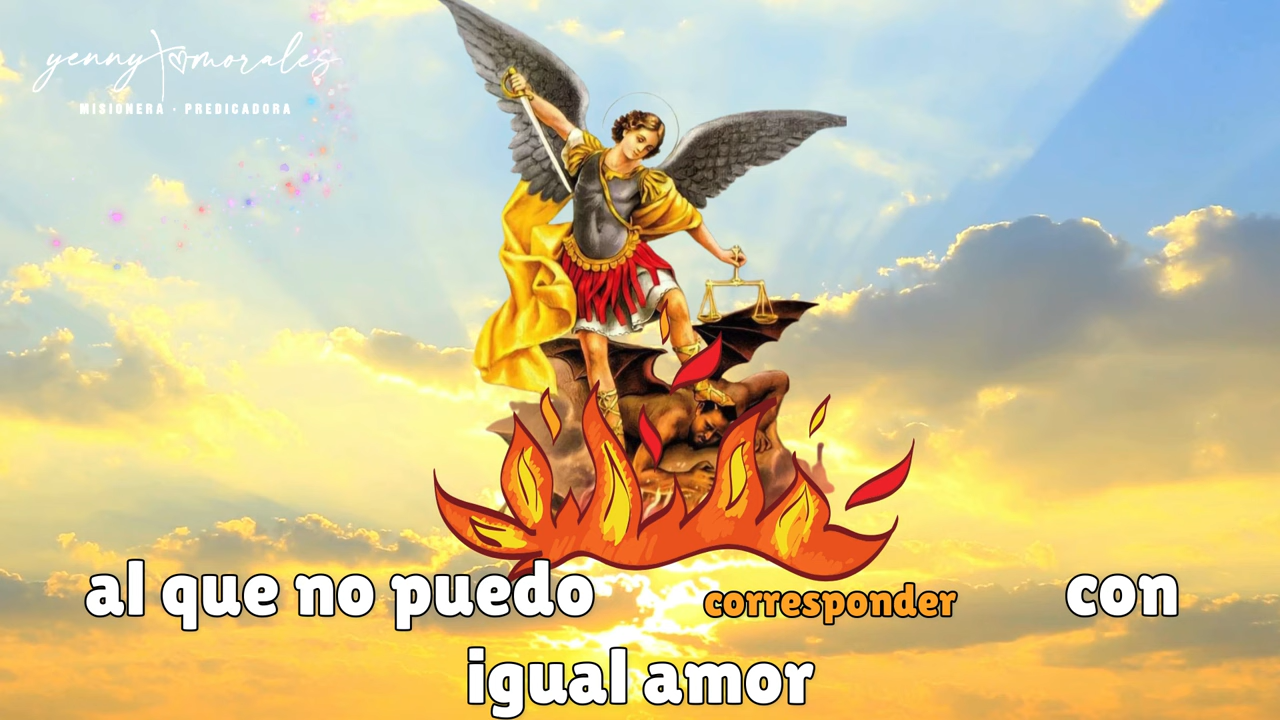 yenny morales
MISIONERA · PREDICADORA
al que no puedo corresponder con
igual amor